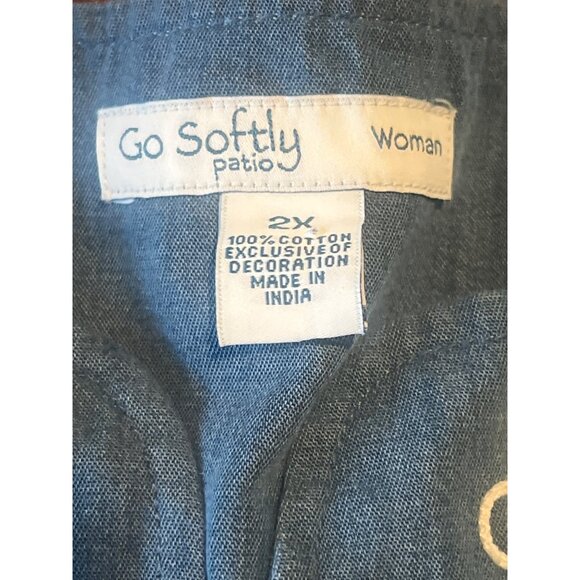 Go Softly Woman
patio
2X
100% COTTON
EXCLUSIVE OF
DECORATION
MADE IN
INDIA